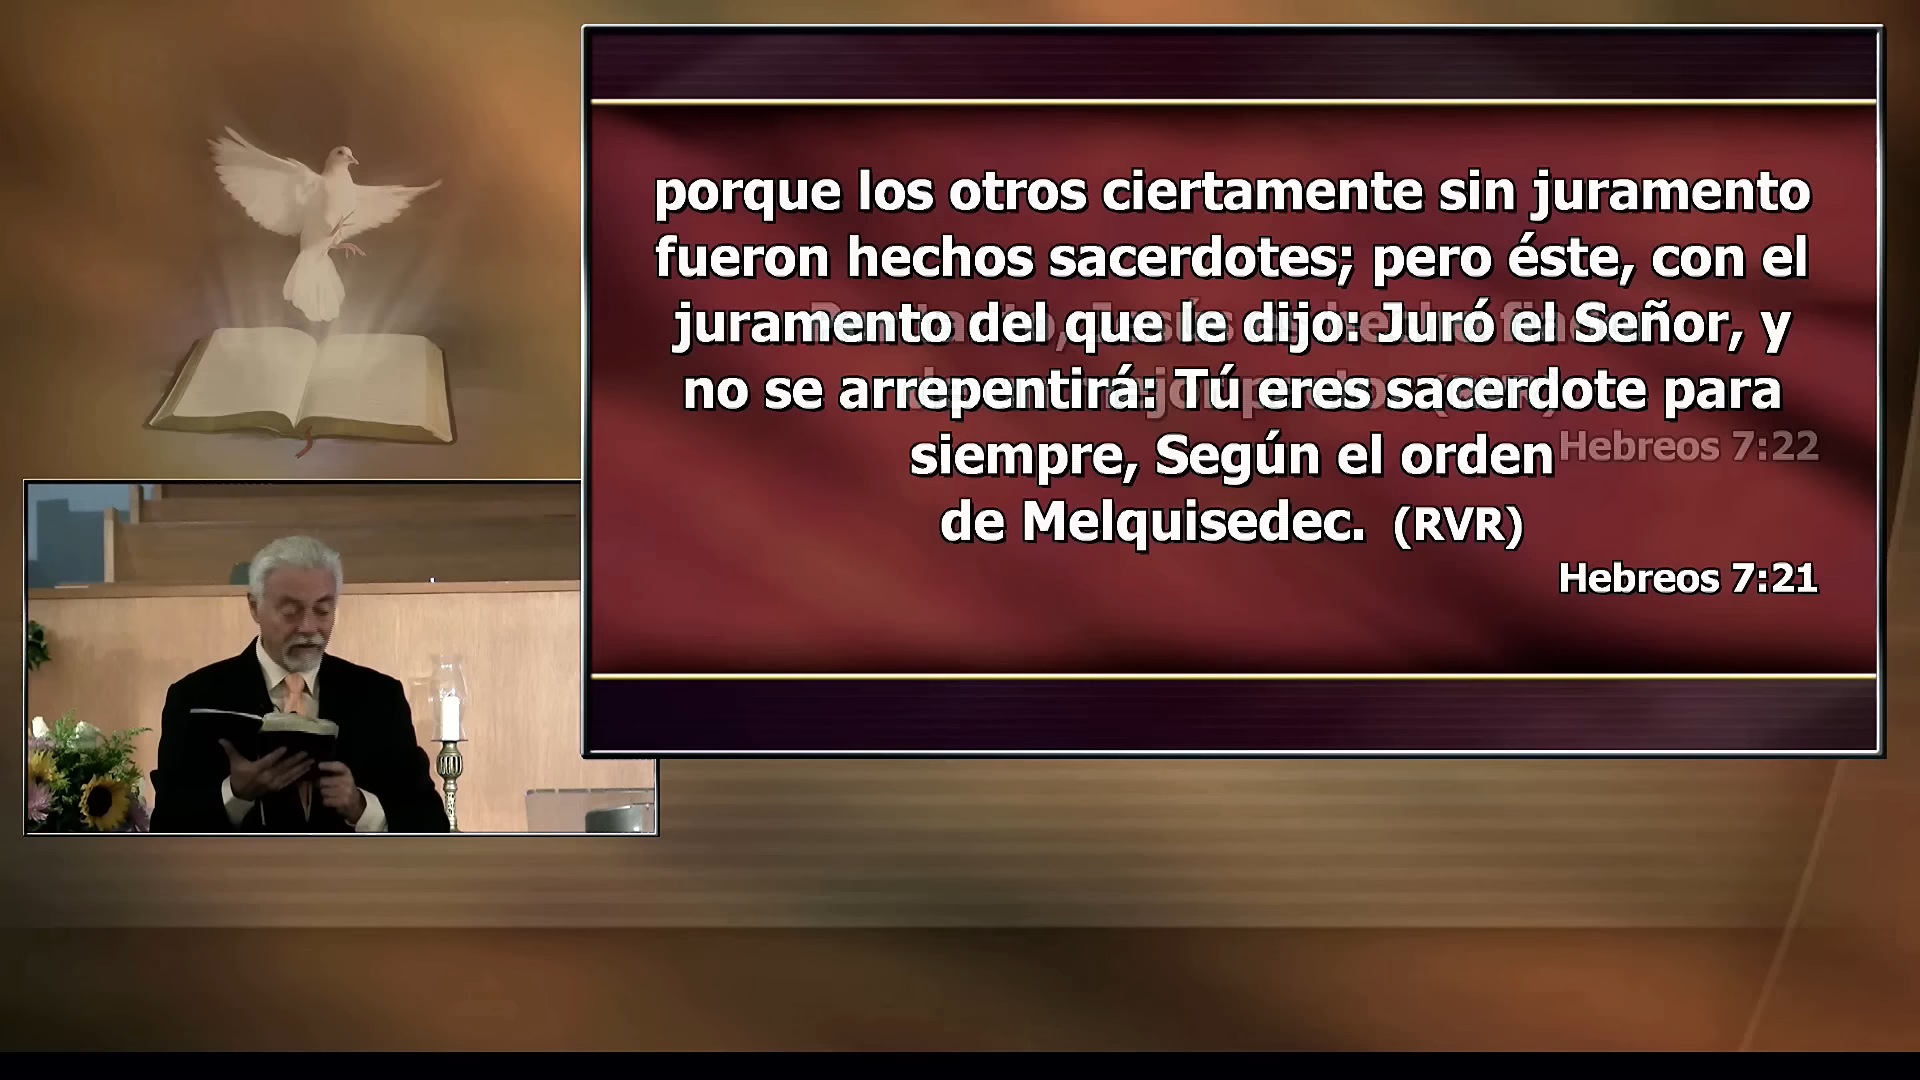 porque los otros ciertamente sin juramento
fueron hechos sacerdotes; pero éste, con el
juramento del que le dijo: Juró el Señor, y
no se arrepentirá: Tú eres sacerdote para
siempre, Según el orden
de Melquisedec. (RVR)
Hebreos 7:21
Hebreos 7:22